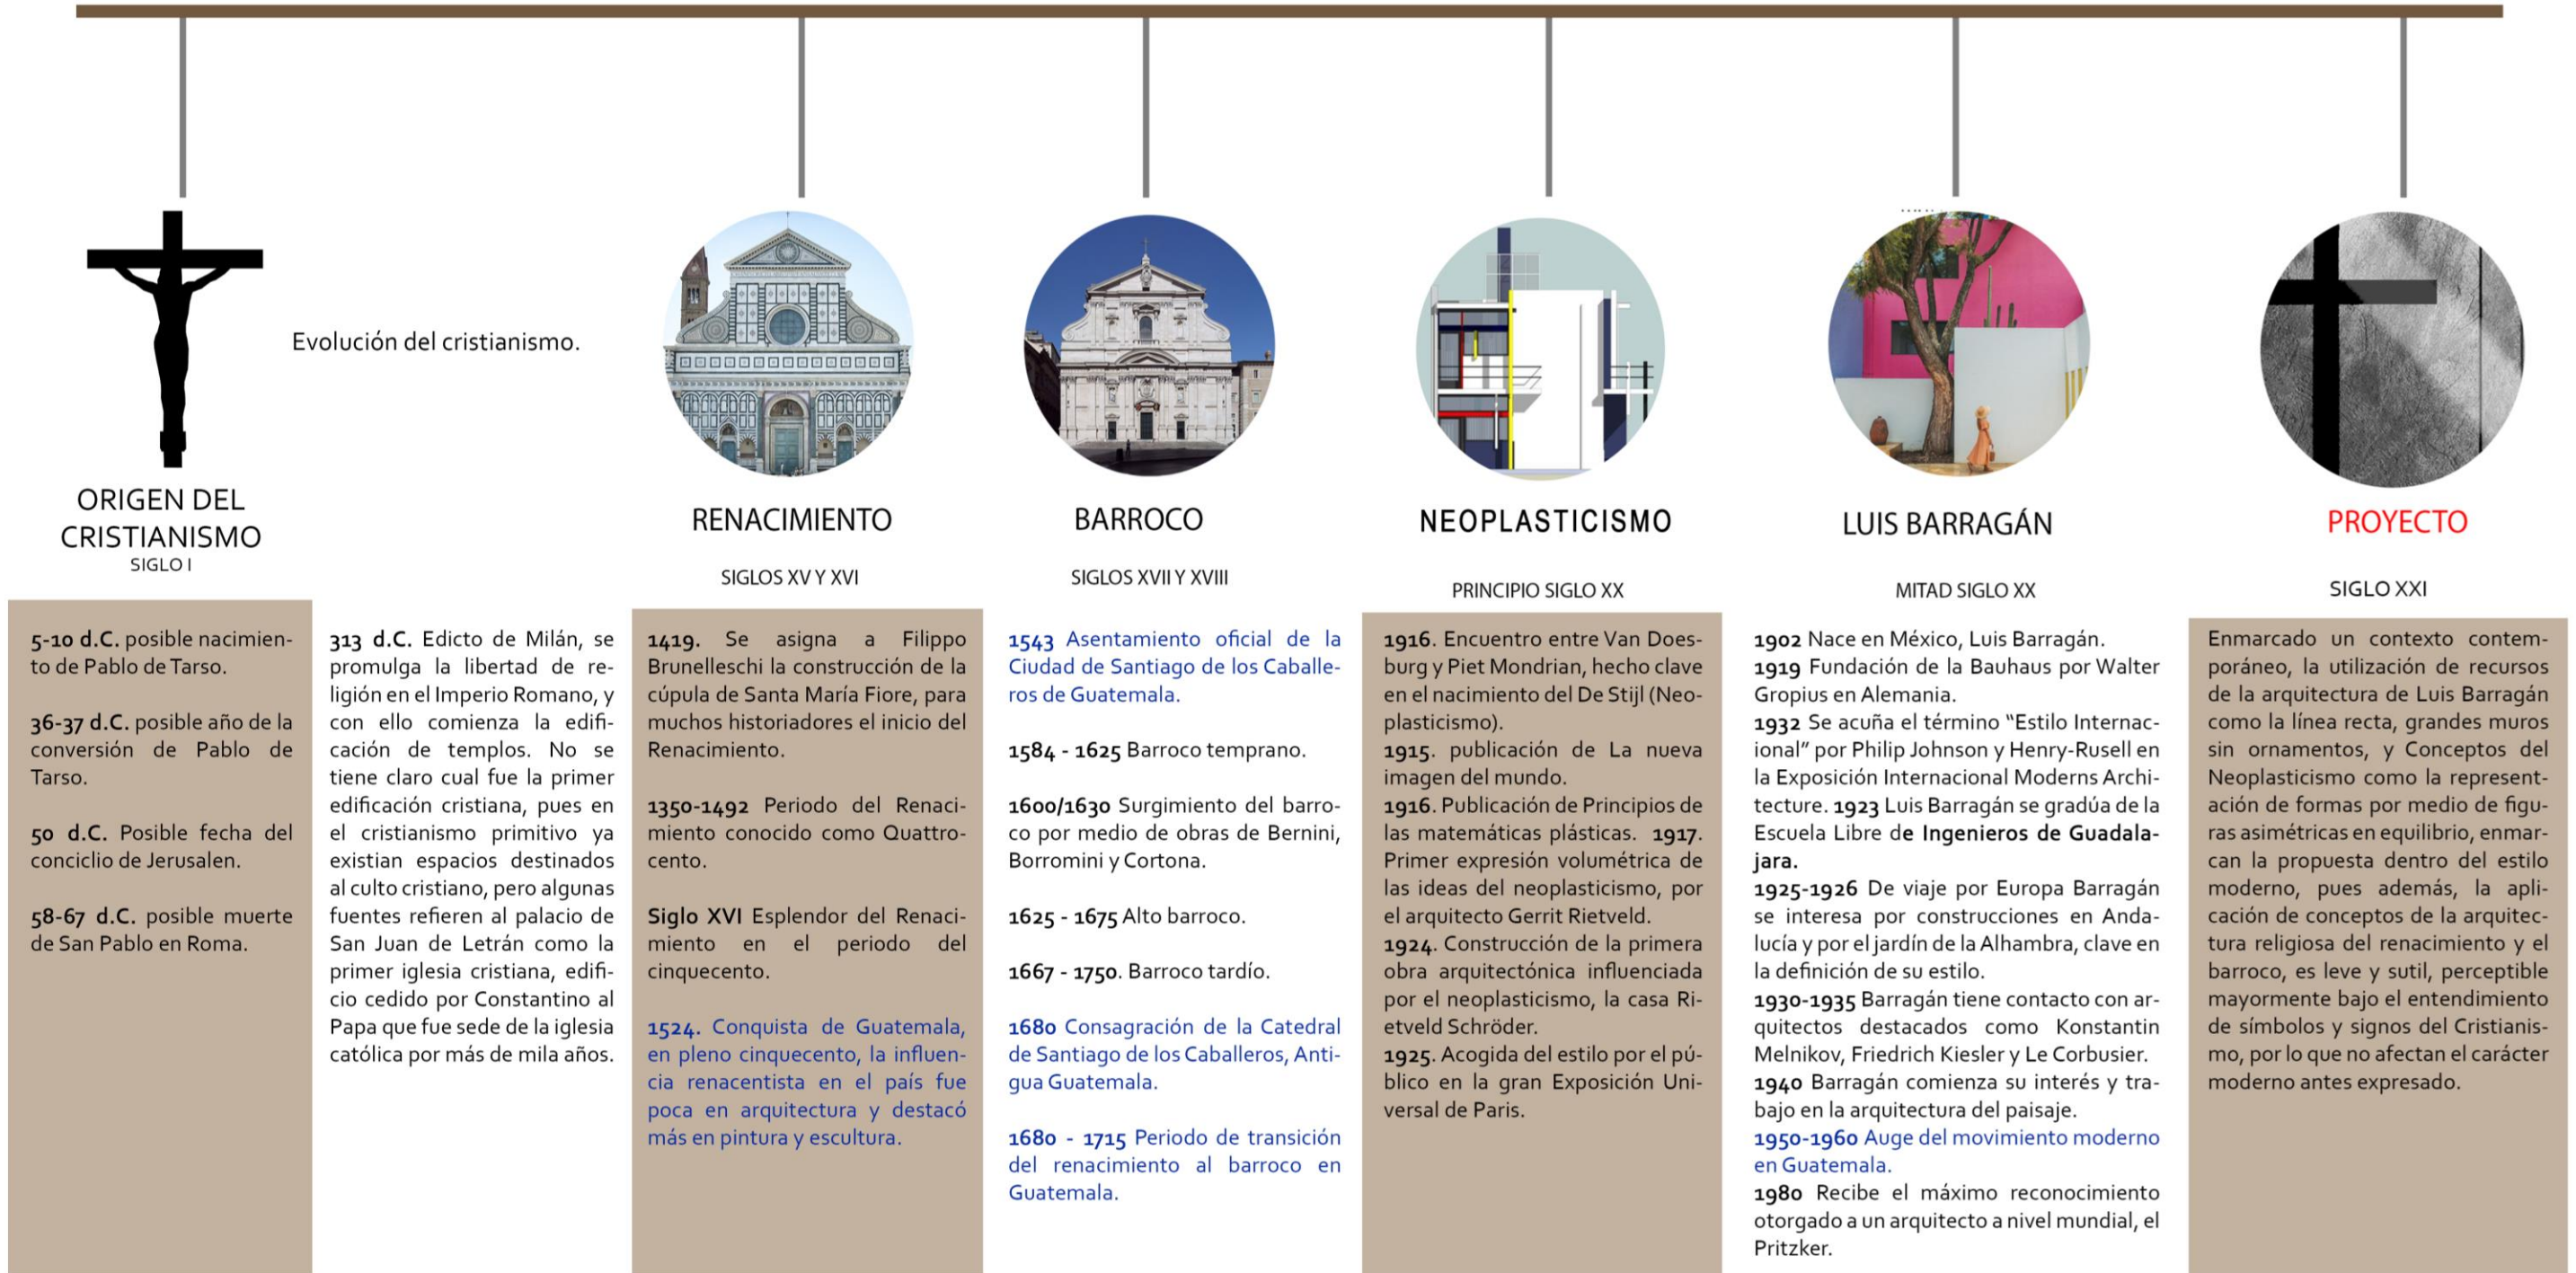 ORIGEN DEL
CRISTIANISMO
SIGLO I
5-10 d.C. posible nacimien-
to de Pablo de Tarso.
36-37 d.C. posible año de la
conversión de Pablo de
Tarso.
50 d.C. Posible fecha del
conciclio de Jerusalen.
58-67 d.C. posible muerte
de San Pablo en Roma.
Evolución del cristianismo.
313 d.C. Edicto de Milán, se
promulga la libertad de re-
ligión en el Imperio Romano, y
con ello comienza la edifi-
cación de templos. No se
tiene claro cual fue la primer
edificación cristiana, pues en
el cristianismo primitivo ya
existian espacios destinados
al culto cristiano, pero algunas
fuentes refieren al palacio de
San Juan de Letrán como la
primer iglesia cristiana, edifi-
cio cedido por Constantino al
Papa que fue sede de la iglesia
católica por más de mila años.
RENACIMIENTO
SIGLOS XV Y XVI
1419. Se asigna a Filippo
Brunelleschi la construcción de la
cúpula de Santa María Fiore, para
muchos historiadores el inicio del
Renacimiento.
1350-1492 Periodo del Renaci-
miento conocido como Quattro-
cento.
Siglo XVI Esplendor del Renaci-
miento en el periodo del
cinquecento.
1524. Conquista de Guatemala,
en pleno cinquecento, la influen-
cia renacentista en el país fue
poca en arquitectura y destacó
más en pintura y escultura.
BARROCO
SIGLOS XVII Y XVIII
1543 Asentamiento oficial de la
Ciudad de Santiago de los Caballe-
ros de Guatemala.
1584 - 1625 Barroco temprano.
1600/1630 Surgimiento del barro-
co por medio de obras de Bernini,
Borromini y Cortona.
1625 - 1675 Alto barroco.
1667 - 1750. Barroco tardío.
1680 Consagración de la Catedral
de Santiago de los Caballeros, Anti-
gua Guatemala.
1680 - 1715 Periodo de transición
del renacimiento al barroco en
Guatemala.
NEOPLASTICISMO
PRINCIPIO SIGLO XX
1916. Encuentro entre Van Does-
burg y Piet Mondrian, hecho clave
en el nacimiento del De Stijl (Neo-
plasticismo).
1915. publicación de La nueva
imagen del mundo.
1916. Publicación de Principios de
las matemáticas plásticas. 1917.
Primer expresión volumétrica de
las ideas del neoplasticismo, por
el arquitecto Gerrit Rietveld.
1924. Construcción de la primera
obra arquitectónica influenciada
por el neoplasticismo, la casa Ri-
etveld Schröder.
1925. Acogida del estilo por el pú-
blico en la gran Exposición Uni-
versal de Paris.
LUIS BARRAGÁN
MITAD SIGLO XX
1902 Nace en México, Luis Barragán.
1919 Fundación de la Bauhaus por Walter
Gropius en Alemania.
1932 Se acuña el término “Estilo Internac-
ional” por Philip Johnson y Henry-Rusell en
la Exposición Internacional Moderns Archi-
tecture. 1923 Luis Barragán se gradúa de la
Escuela Libre de Ingenieros de Guadala-
jara.
1925-1926 De viaje por Europa Barragán
se interesa por construcciones en Anda-
lucía y por el jardín de la Alhambra, clave en
la definición de su estilo.
1930-1935 Barragán tiene contacto con ar-
quitectos destacados como Konstantin
Melnikov, Friedrich Kiesler y Le Corbusier.
1940 Barragán comienza su interés y tra-
bajo en la arquitectura del paisaje.
1950-1960 Auge del movimiento moderno
en Guatemala.
1980 Recibe el máximo reconocimiento
otorgado a un arquitecto a nivel mundial, el
Pritzker.
PROYECTO
SIGLO XXI
Enmarcado un contexto contem-
poráneo, la utilización de recursos
de la arquitectura de Luis Barragán
como la línea recta, grandes muros
sin ornamentos, y Conceptos del
Neoplasticismo como la represent-
ación de formas por medio de figu-
ras asimétricas en equilibrio, enmar-
can la propuesta dentro del estilo
moderno, pues además, la apli-
cación de conceptos de la arquitec-
tura religiosa del renacimiento y el
barroco, es leve y sutil, perceptible
mayormente bajo el entendimiento
de símbolos y signos del Cristianis-
mo, por lo que no afectan el carácter
moderno antes expresado.